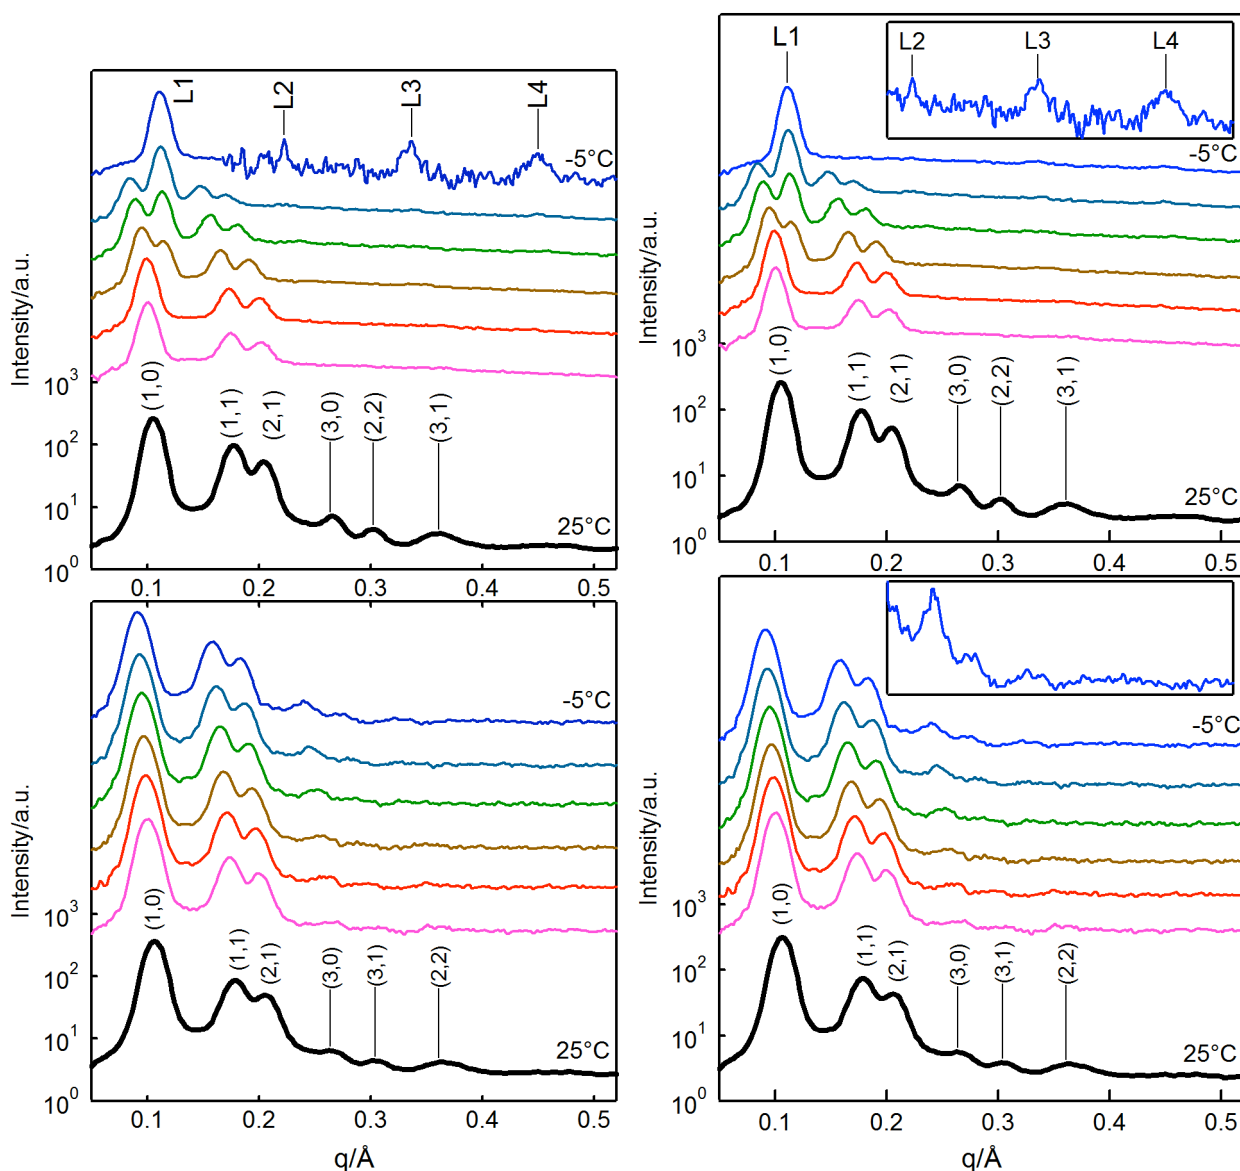 L1 L2 L3 L4
-5°C
Intensity/a.u.
10³
(1,0) (1,1) (2,1) (3,0) (2,2) (3,1)
10²
10¹
25°C
10⁰
0.1 0.2 0.3 0.4 0.5
L1
L2 L3 L4
-5°C
Intensity/a.u.
10³
(1,0) (1,1) (2,1) (3,0) (2,2) (3,1)
10²
10¹
25°C
10⁰
0.1 0.2 0.3 0.4 0.5
-5°C
Intensity/a.u.
10³
(1,0) (1,1) (2,1) (3,0) (3,1) (2,2)
10²
10¹
25°C
10⁰
0.1 0.2 0.3 0.4 0.5
q/Å
-5°C
Intensity/a.u.
10³
(1,0) (1,1) (2,1) (3,0) (3,1) (2,2)
10²
10¹
25°C
10⁰
0.1 0.2 0.3 0.4 0.5
q/Å